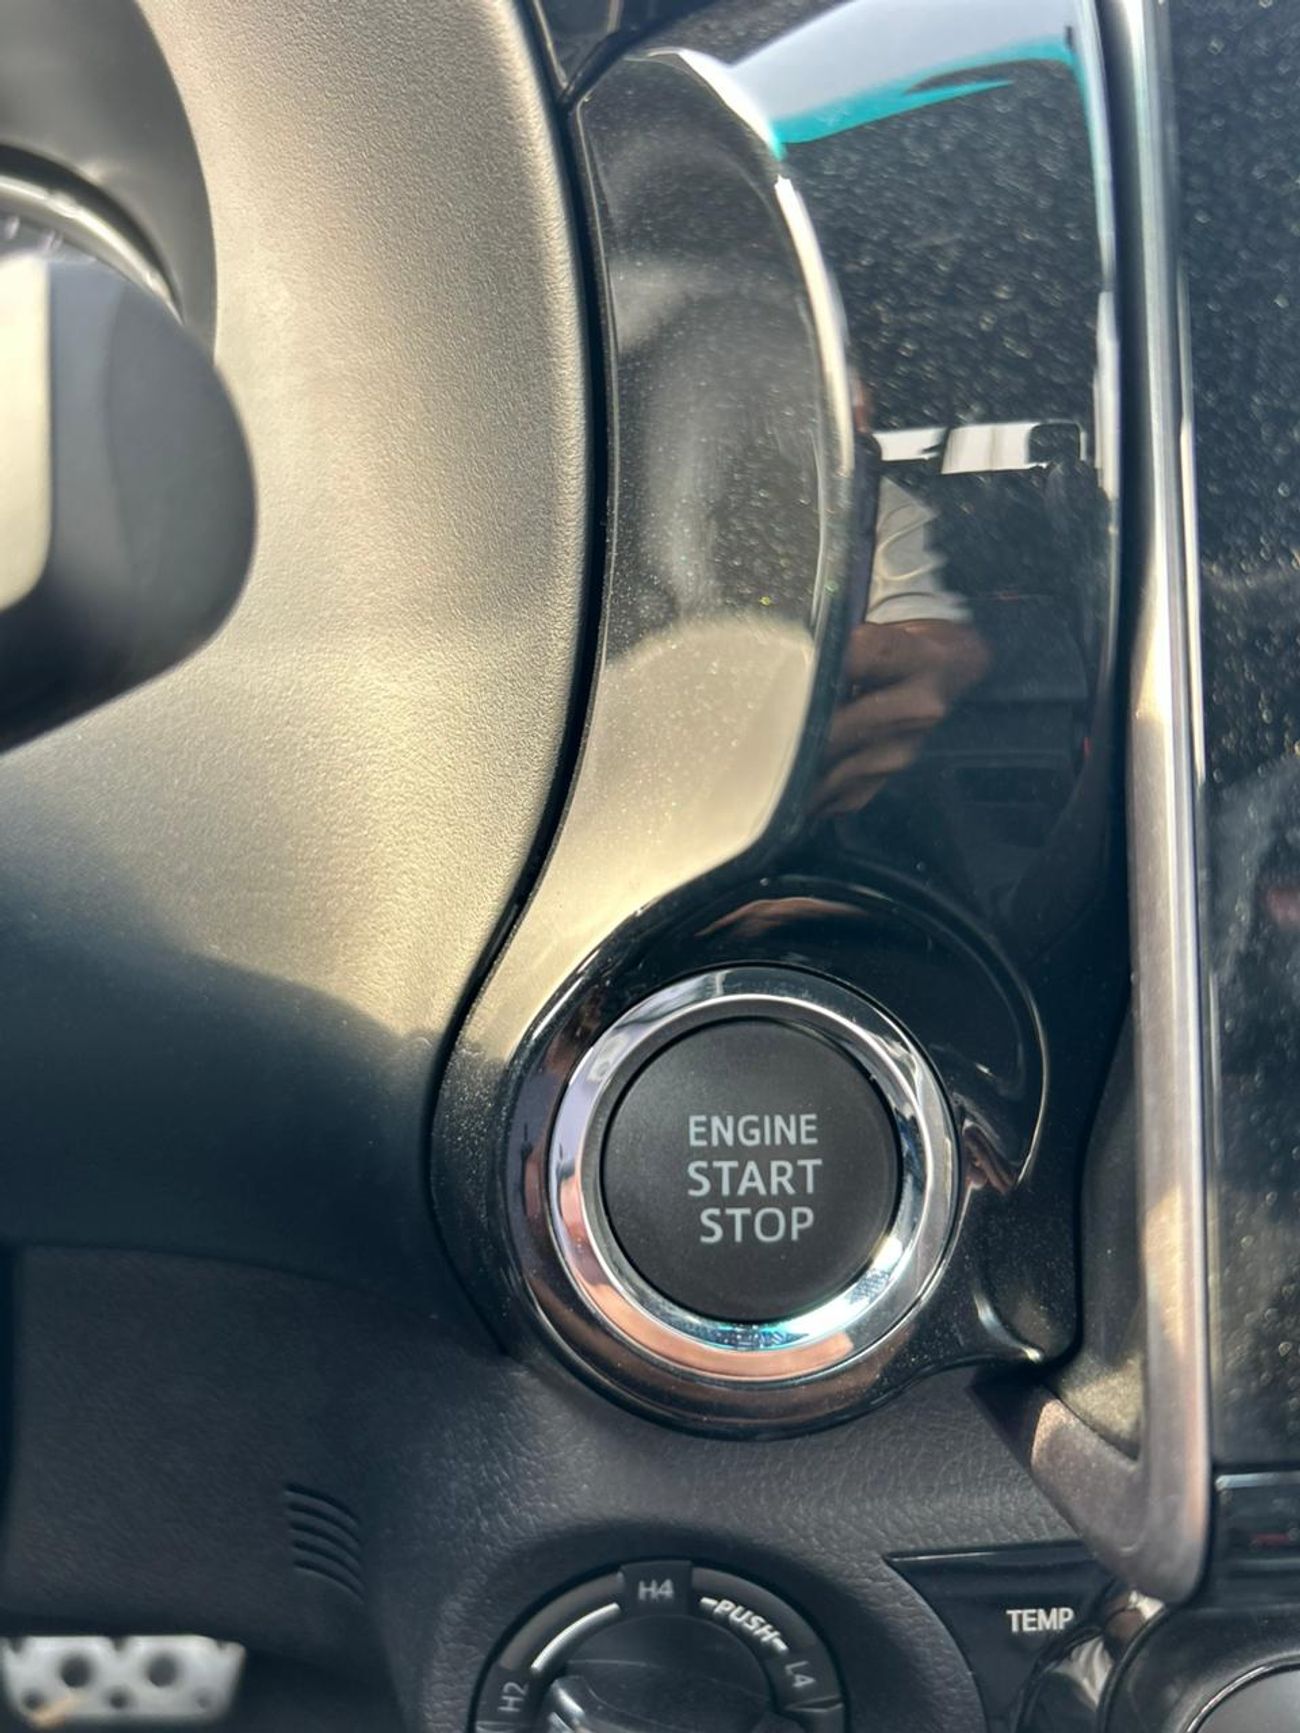 ENGINE
START
STOP
H4
PUSH
L4
H2
TEMP